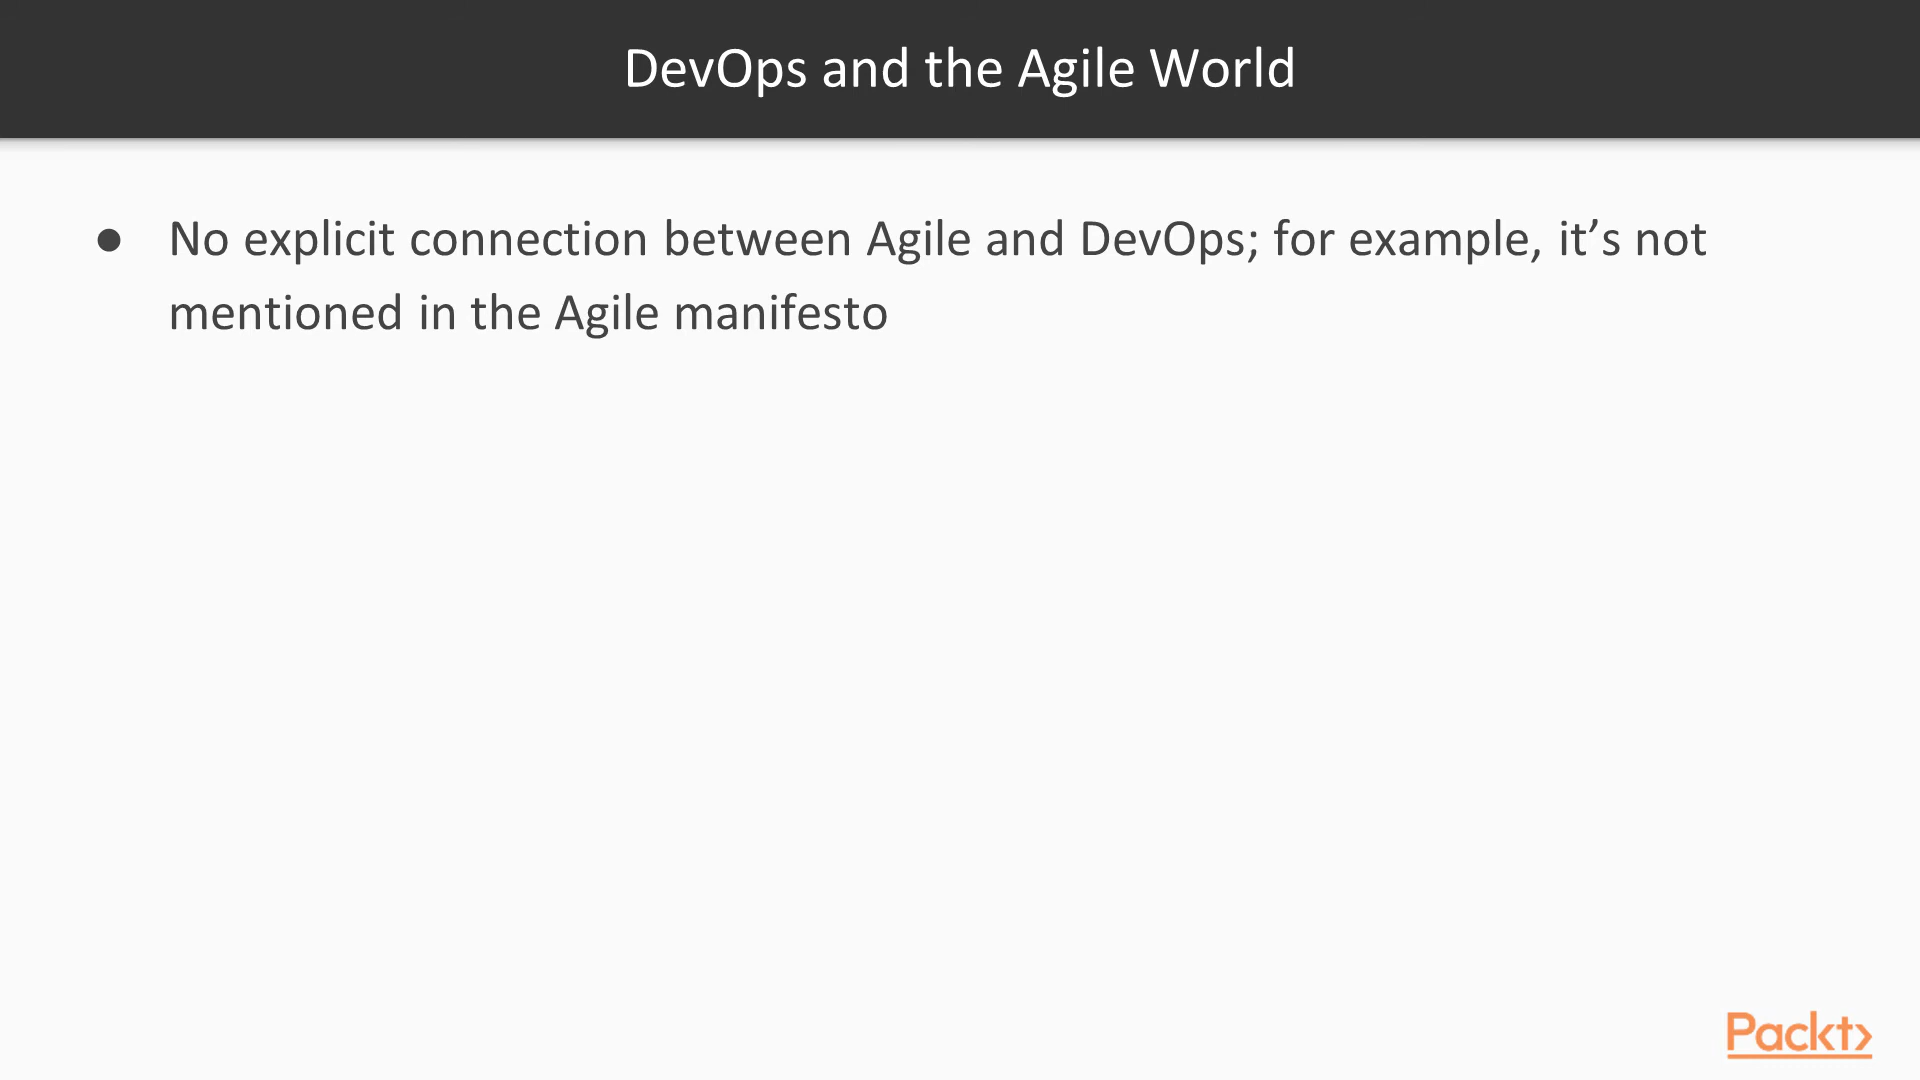 DevOps and the Agile World
● No explicit connection between Agile and DevOps; for example, it’s not
mentioned in the Agile manifesto
Packt>